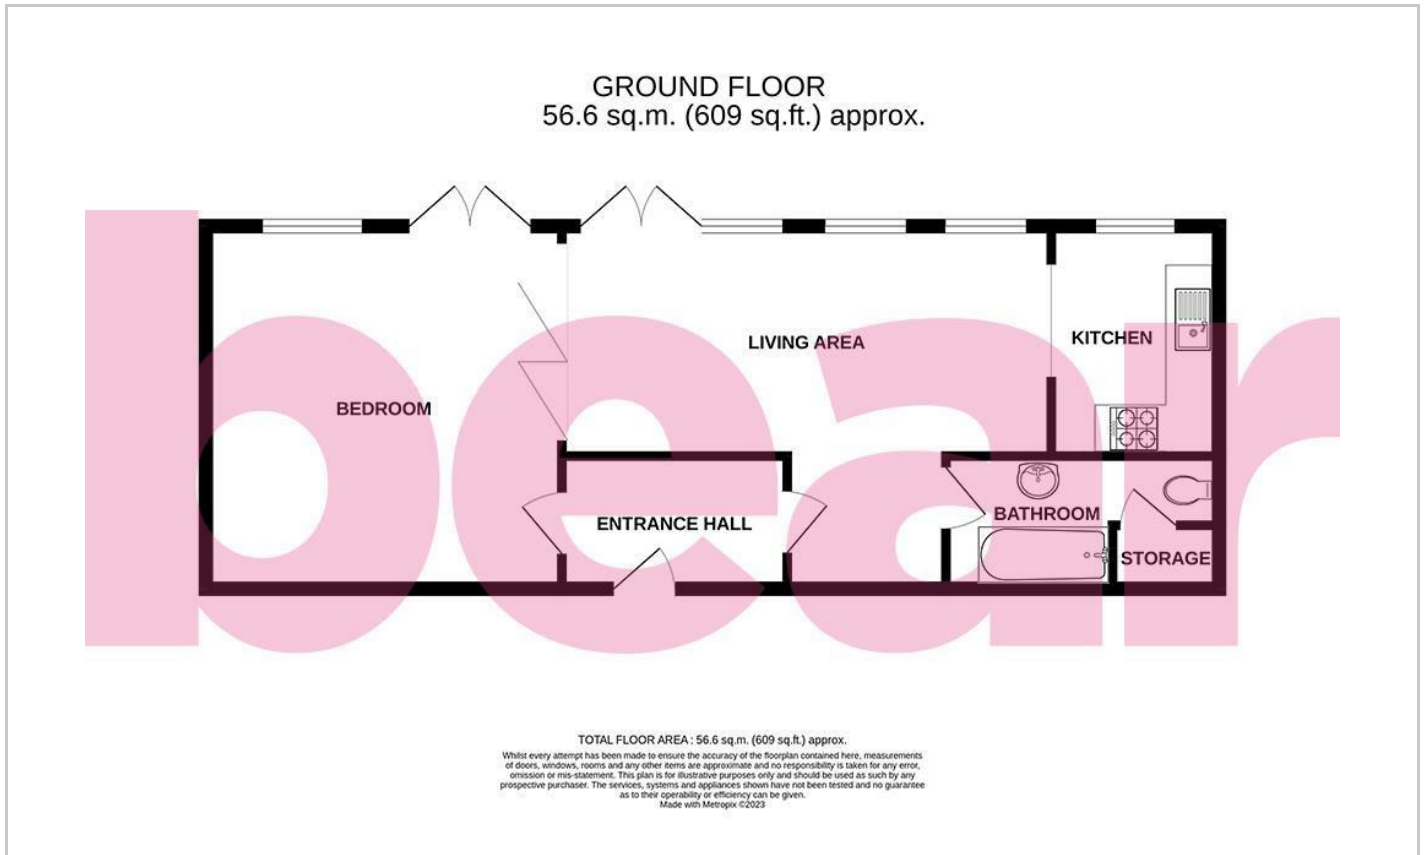 GROUND FLOOR
56.6 sq.m. (609 sq.ft.) approx.
LIVING AREA
KITCHEN
BEDROOM
ENTRANCE HALL
BATHROOM
STORAGE
bear
TOTAL FLOOR AREA : 56.6 sq.m. (609 sq.ft.) approx.
Whilst every attempt has been made to ensure the accuracy of the floorplan contained here, measurements
of doors, windows, rooms and any other items are approximate and no responsibility is taken for any error,
omission or mis-statement. This plan is for illustrative purposes only and should be used as such by any
prospective purchaser. The services, systems and appliances shown have not been tested and no guarantee
as to their operability or efficiency can be given.
Made with Metropix ©2023